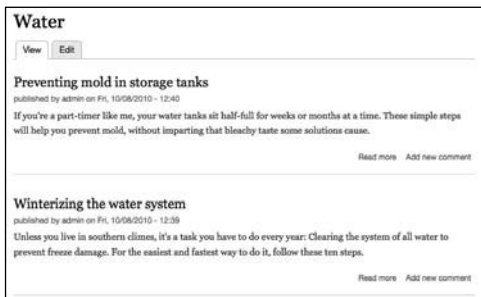 Water
View Edit
Preventing mold in storage tanks
published by admin on Fri, 10/08/2010 - 12:40
If you're a part-timer like me, your water tanks sit half-full for weeks or months at a time. These simple steps
will help you prevent mold, without imparting that bleachy taste some solutions cause.
Read more Add new comment
Winterizing the water system
published by admin on Fri, 10/08/2010 - 12:39
Unless you live in southern climes, it's a task you have to do every year: Clearing the system of all water to
prevent freeze damage. For the easiest and fastest way to do it, follow these ten steps.
Read more Add new comment